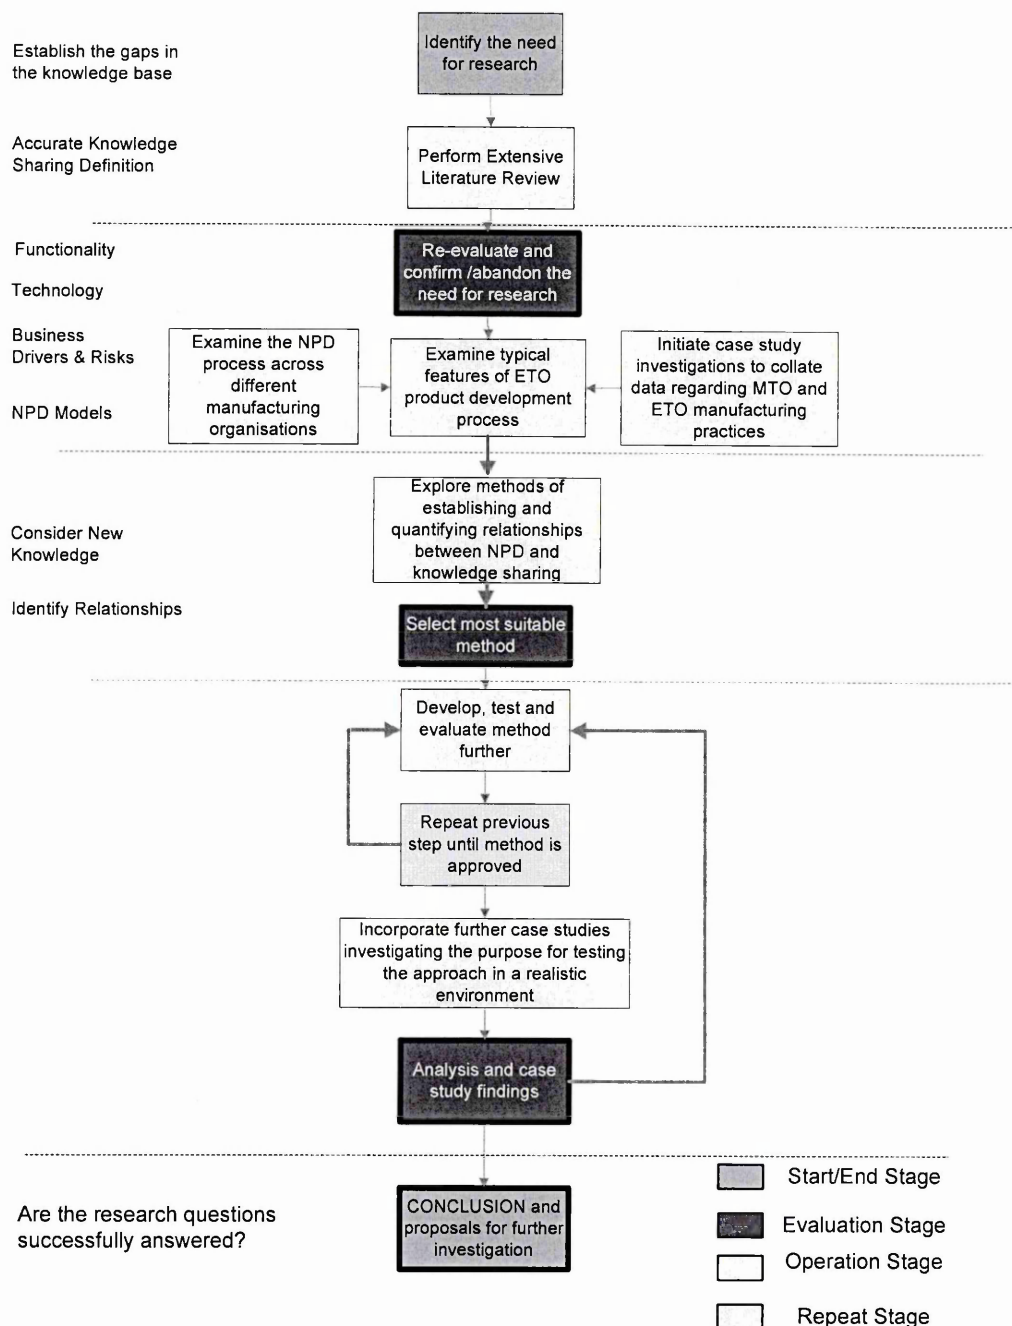 Establish the gaps in
the knowledge base
Identify the need
for research
Accurate Knowledge
Sharing Definition
Perform Extensive
Literature Review
Functionality
Technology
Business
Drivers & Risks
NPD Models
Re-evaluate and
confirm /abandon the
need for research
Examine the NPD
process across
different
manufacturing
organisations
Examine typical
features of ETO
product development
process
Initiate case study
investigations to collate
data regarding MTO and
ETO manufacturing
practices
Consider New
Knowledge
Identify Relationships
Explore methods of
establishing and
quantifying relationships
between NPD and
knowledge sharing
Select most suitable
method
Develop, test and
evaluate method
further
Repeat previous
step until method is
approved
Incorporate further case studies
investigating the purpose for testing
the approach in a realistic
environment
Analysis and case
study findings
Are the research questions
successfully answered?
CONCLUSION and
proposals for further
investigation
Start/End Stage
Evaluation Stage
Operation Stage
Repeat Stage